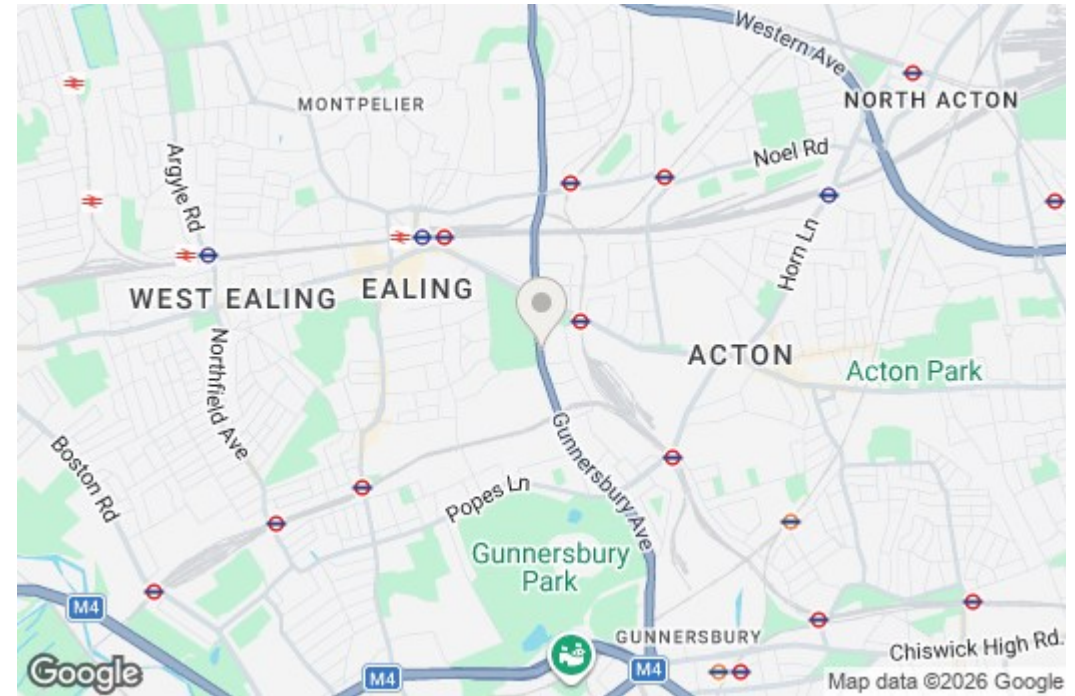 Western Ave
MONTPELIER
NORTH ACTON
Noel Rd
Argyle Rd
Horn Ln
WEST EALING
EALING
ACTON
Acton Park
Northfield Ave
Gunnersbury Ave
Boston Rd
Popes Ln
Gunnersbury
Park
M4
GUNNERSBURY
Chiswick High Rd.
M4
M4
Google
Map data ©2026 Google